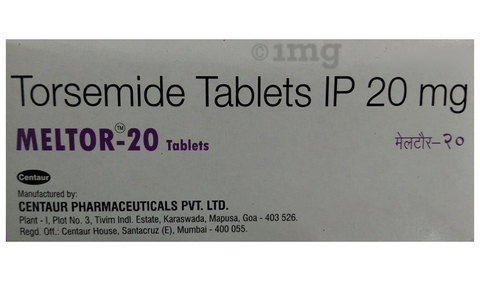 1mg
Torsemide Tablets IP 20 mg
MELTOR™-20 Tablets
मेलटौर-२०
Centaur
Manufactured by:
CENTAUR PHARMACEUTICALS PVT. LTD.
Plant - I, Plot No. 3, Tivim Indl. Estate, Karaswada, Mapusa, Goa - 403 526.
Regd. Off.: Centaur House, Santacruz (E), Mumbai - 400 055.